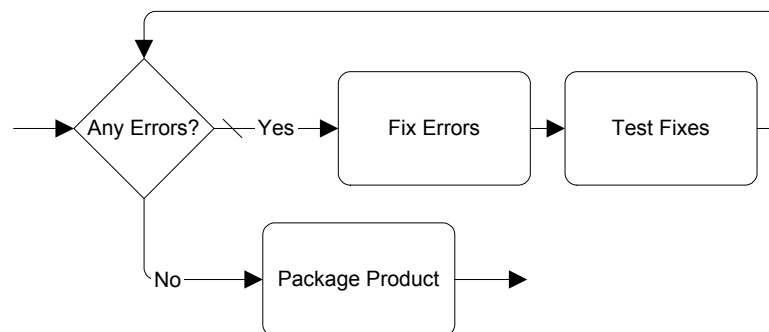 Any Errors?
Yes
Fix Errors
Test Fixes
No
Package Product